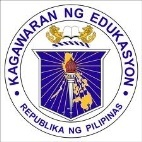 KAGAWARAN NG EDUKASYON
REPUBLIKA NG PILIPINAS